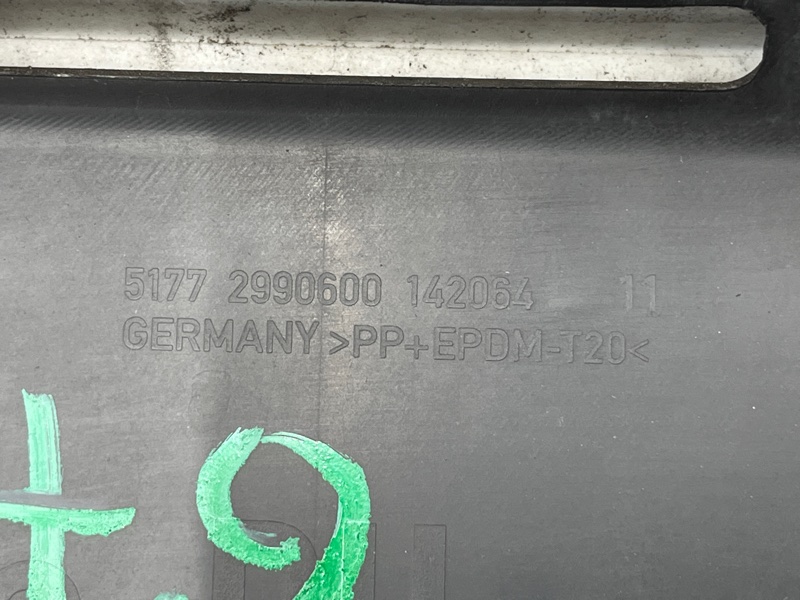 5177 2990600 142064 11
GERMANY >PP+EPDM-T20<